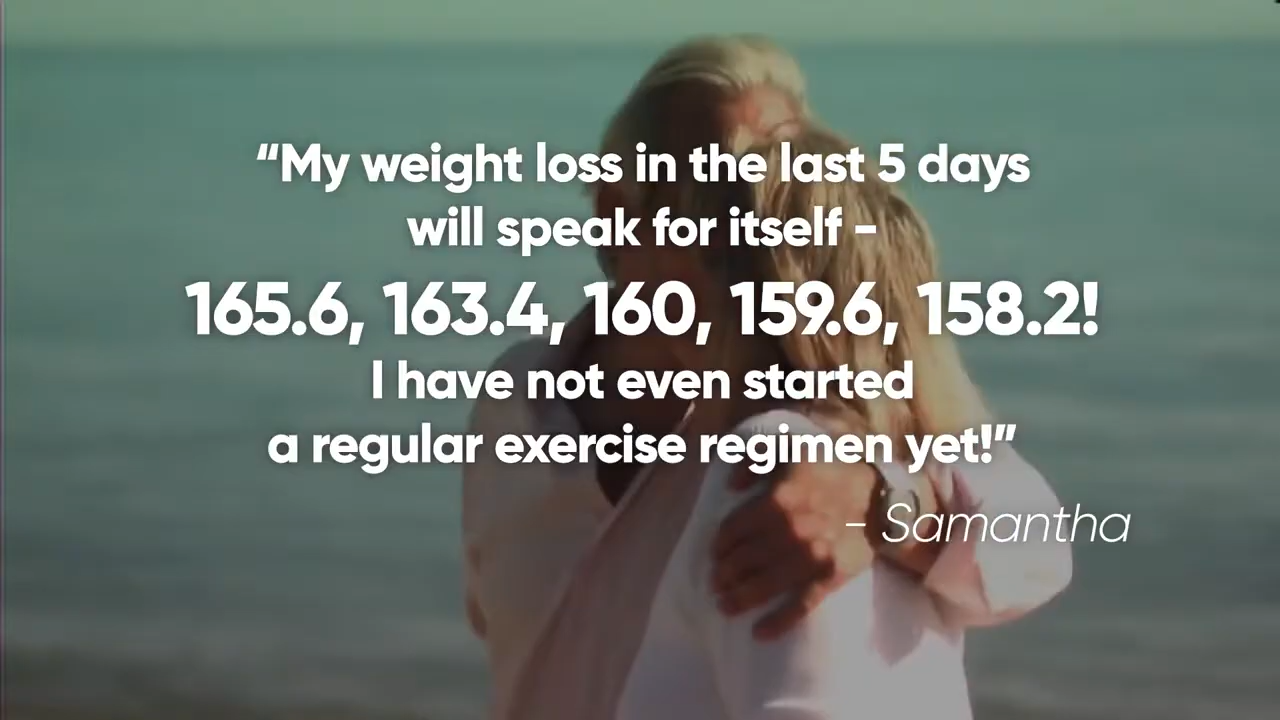 “My weight loss in the last 5 days
will speak for itself -
165.6, 163.4, 160, 159.6, 158.2!
I have not even started
a regular exercise regimen yet!”
- Samantha